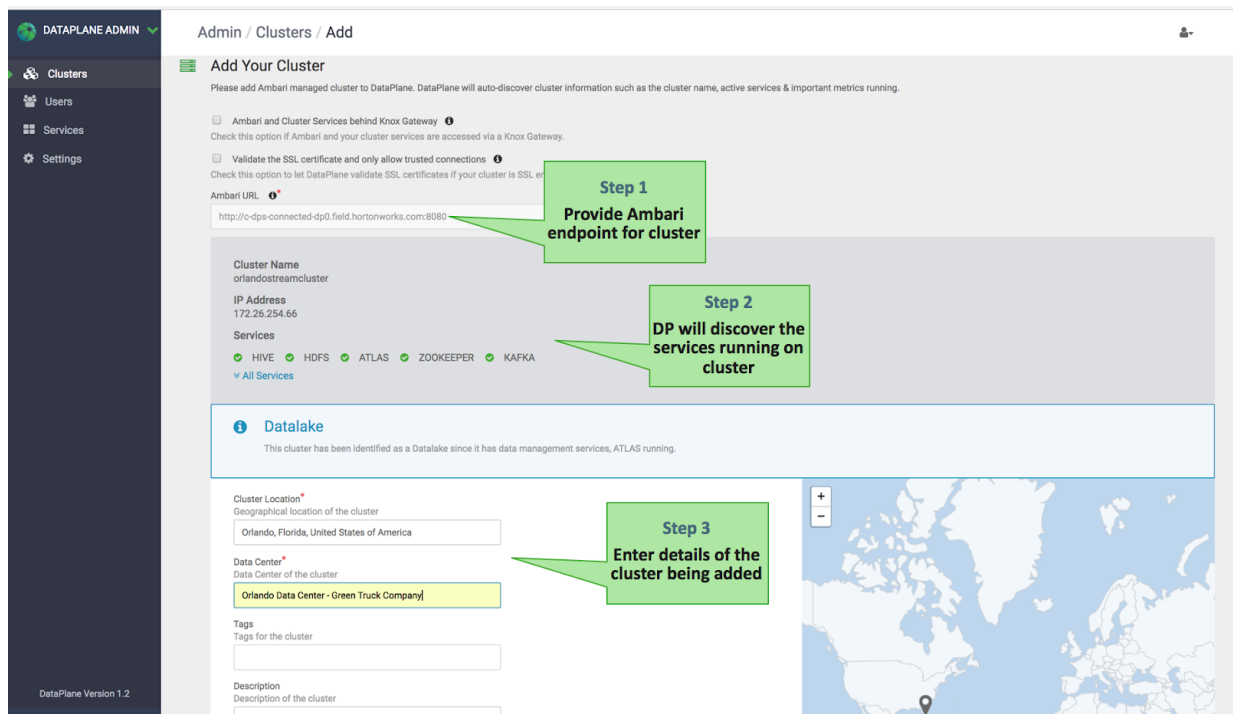 DATAPLANE ADMIN
Clusters
Users
Services
Settings
DataPlane Version 1.2
Admin / Clusters / Add
Add Your Cluster
Please add Ambari managed cluster to DataPlane. DataPlane will auto-discover cluster information such as the cluster name, active services & important metrics running.
Ambari and Cluster Services behind Knox Gateway
Check this option if Ambari and your cluster services are accessed via a Knox Gateway.
Validate the SSL certificate and only allow trusted connections
Check this option to let DataPlane validate SSL certificates if your cluster is SSL
Ambari URL *
http://c-dps-connected-dp0.field.hortonworks.com:8080
Step 1
Provide Ambari
endpoint for cluster
Cluster Name
orlandostreamcluster
IP Address
172.26.254.66
Services
HIVE HDFS ATLAS ZOOKEEPER KAFKA
All Services
Step 2
DP will discover the
services running on
cluster
Datalake
This cluster has been identified as a Datalake since it has data management services, ATLAS running.
Cluster Location*
Geographical location of the cluster
Orlando, Florida, United States of America
Data Center*
Data Center of the cluster
Orlando Data Center - Green Truck Company
Tags
Tags for the cluster
Description
Description of the cluster
Step 3
Enter details of the
cluster being added
+
−